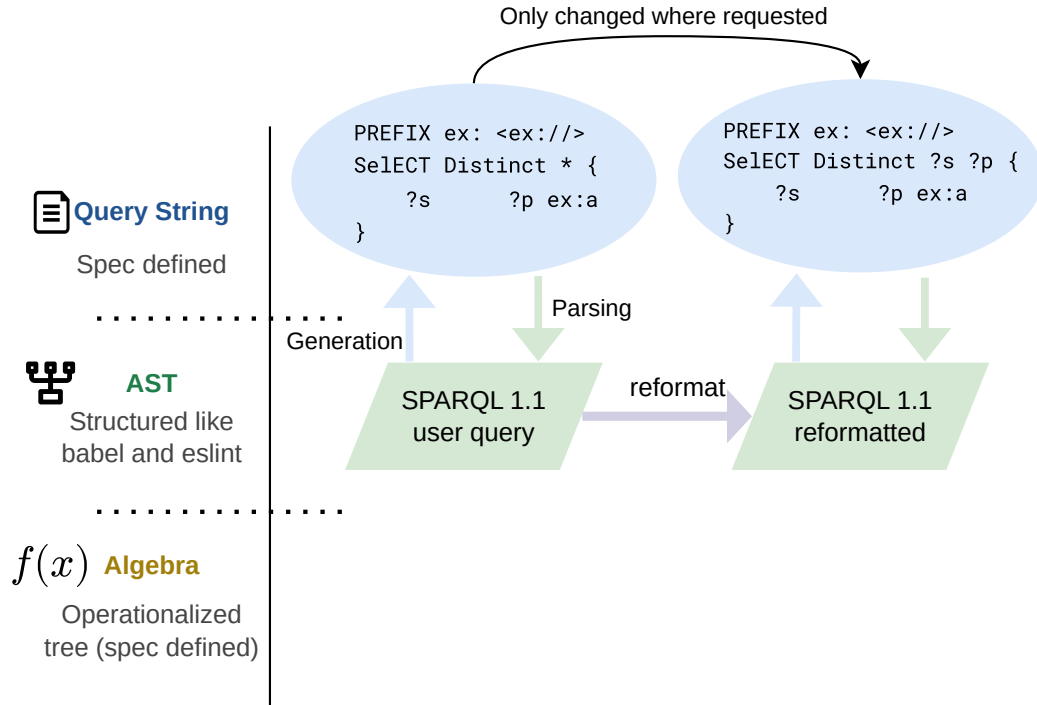 Only changed where requested
PREFIX ex: <ex://>
SelECT Distinct * {
?s ?p ex:a
}
PREFIX ex: <ex://>
SelECT Distinct ?s ?p {
?s ?p ex:a
}
Query String
Spec defined
Generation
Parsing
AST
Structured like
babel and eslint
SPARQL 1.1
user query
reformat
SPARQL 1.1
reformatted
f(x) Algebra
Operationalized
tree (spec defined)